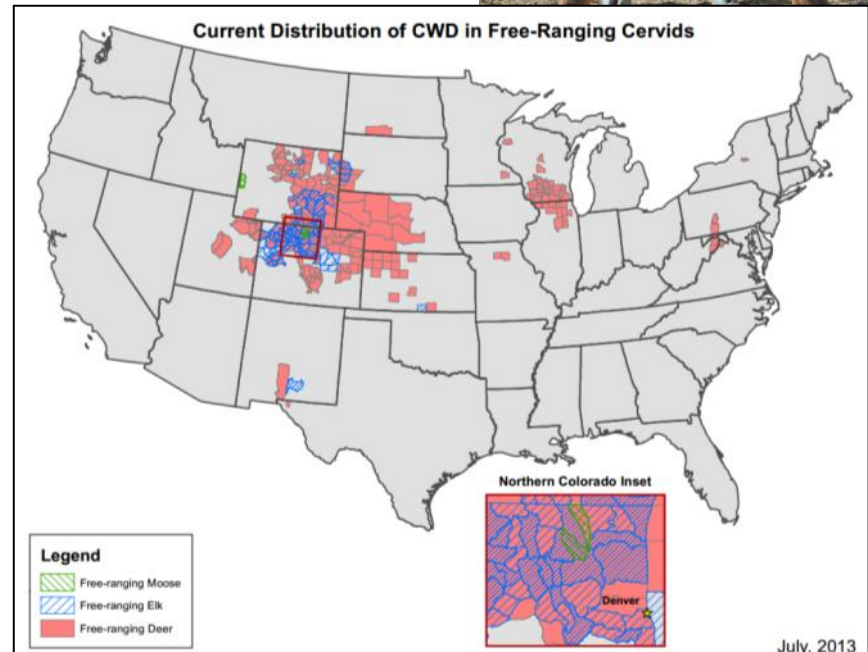 Current Distribution of CWD in Free-Ranging Cervids
Northern Colorado Inset
Denver
Legend
Free-ranging Moose
Free-ranging Elk
Free-ranging Deer
July, 2013